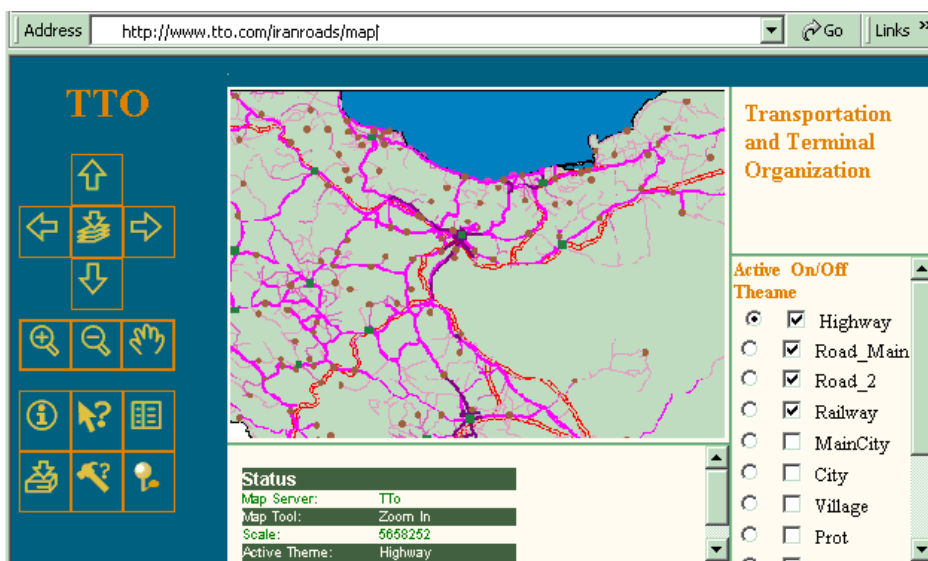 Address http://www.tto.com/iranroads/map Go Links »
TTO
Transportation
and Terminal
Organization
Active On/Off
Theame
Highway
Road_Main
Road_2
Railway
MainCity
City
Village
Prot
Status
Map Server: TTo
Map Tool: Zoom In
Scale: 5658252
Active Theme: Highway